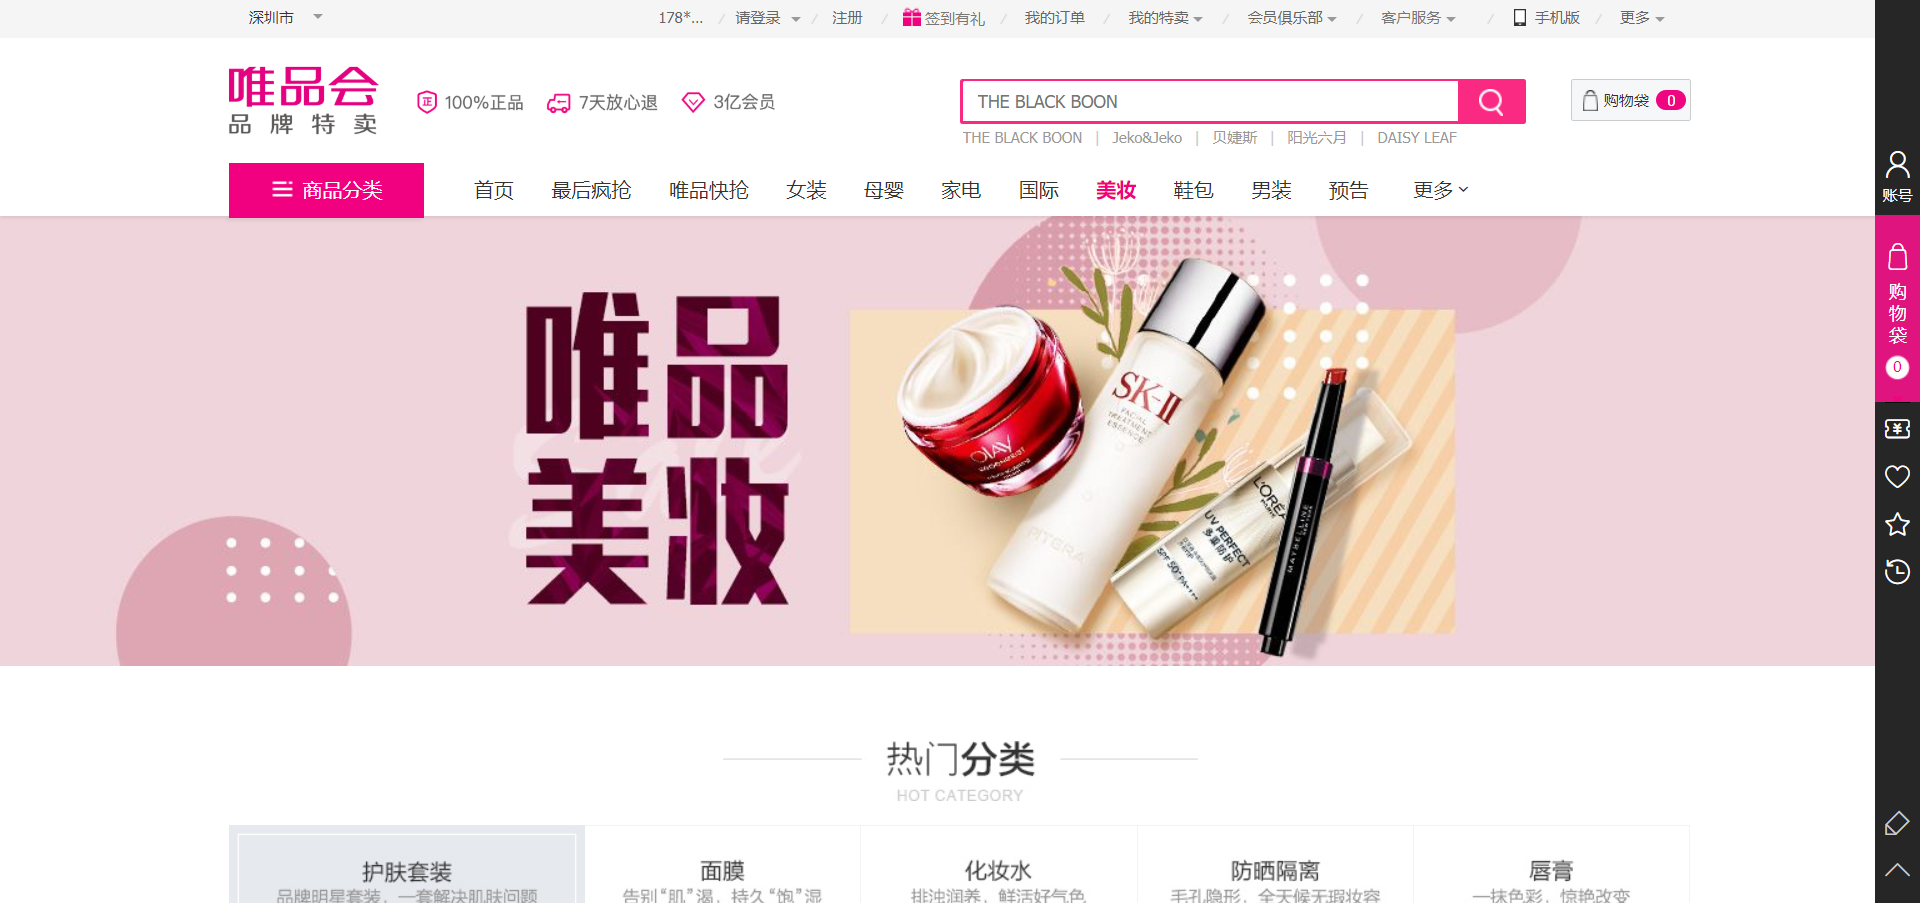 深圳市
178*... 请登录 注册 签到有礼 我的订单 我的特卖 会员俱乐部 客户服务 手机版 更多
唯品会
品牌特卖
正 100%正品 7天放心退 3亿会员
THE BLACK BOON
购物袋 0
THE BLACK BOON | Jeko&Jeko | 贝婕斯 | 阳光六月 | DAISY LEAF
商品分类 首页 最后疯抢 唯品快抢 女装 母婴 家电 国际 美妆 鞋包 男装 预告 更多
账号
购物袋
0
唯品
美妆
OLAY
REGENERIST
SK-II
FACIAL
TREATMENT
ESSENCE
PITERA
L'ORÉA
PARIS
UV PERFECT
多重防护
SPF 50+ PA++++
MAYBELLINE
NEW YORK
热门分类
HOT CATEGORY
护肤套装
品牌明星套装，一套解决肌肤问题
面膜
告别“肌”渴，持久“饱”湿
化妆水
排浊润养，鲜活好气色
防晒隔离
毛孔隐形，全天候无瑕妆容
唇膏
一抹色彩，惊艳改变